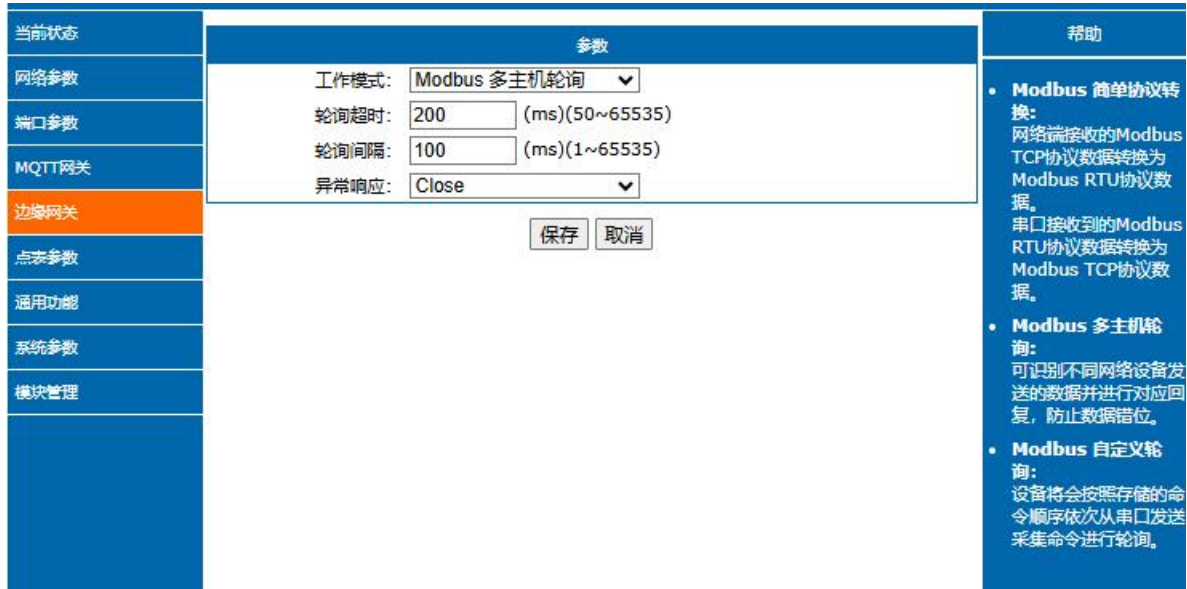 当前状态
网络参数
端口参数
MQTT网关
边缘网关
点表参数
通用功能
系统参数
模块管理
参数
工作模式: Modbus 多主机轮询
轮询超时: 200 (ms)(50~65535)
轮询间隔: 100 (ms)(1~65535)
异常响应: Close
保存 取消
帮助
• Modbus 简单协议转
换:
网络端接收的Modbus
TCP协议数据转换为
Modbus RTU协议数
据。
串口接收到的Modbus
RTU协议数据转换为
Modbus TCP协议数
据。
• Modbus 多主机轮
询:
可识别不同网络设备发
送的数据并进行对应回
复，防止数据错位。
• Modbus 自定义轮
询:
设备将会按照存储的命
令顺序依次从串口发送
采集命令进行轮询。